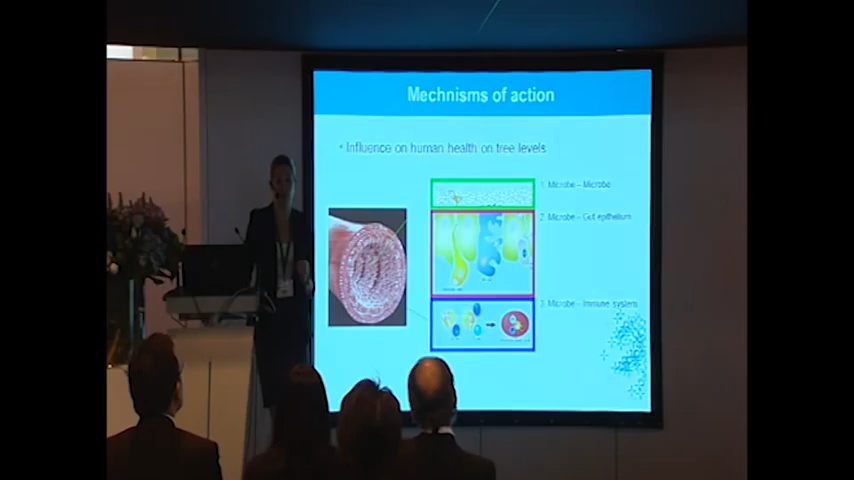 Mechnisms of action
• Influence on human health on tree levels
1. Microbe – Microbe
2. Microbe – Gut epithelium
3. Microbe – Immune system